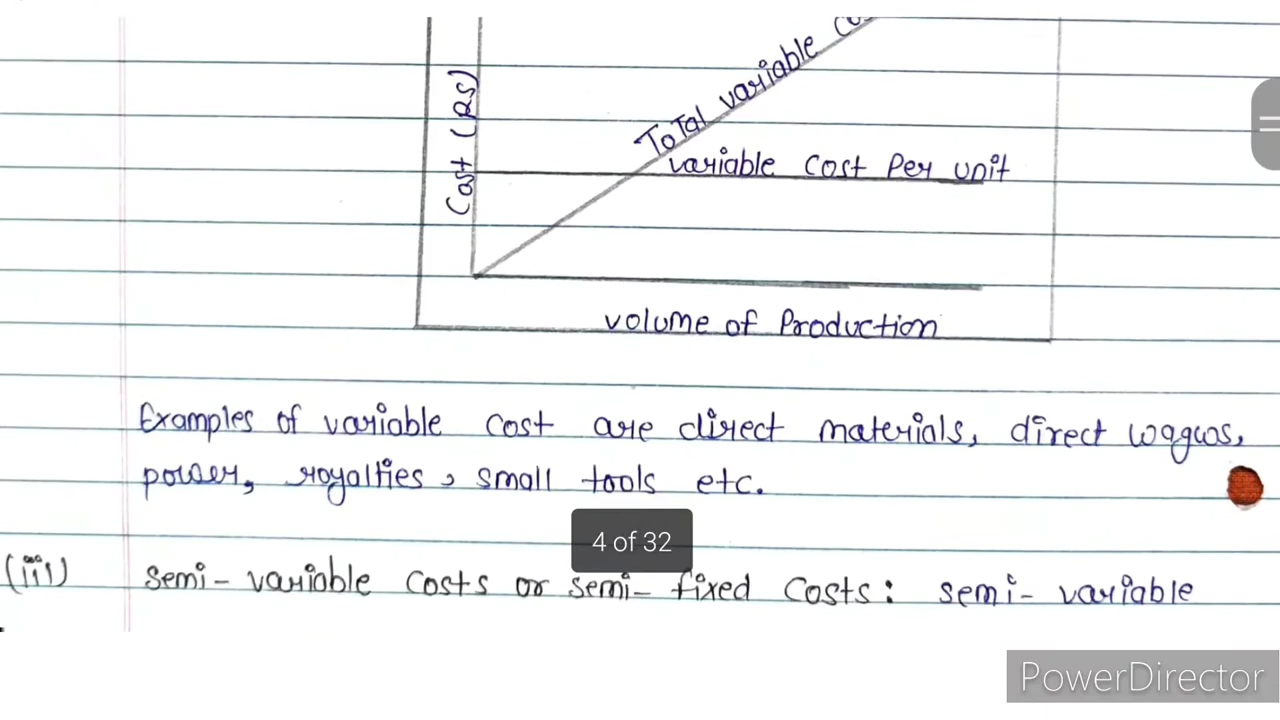 Total variable Co
Cost (RS)
variable cost Per unit
volume of Production
Examples of variable cost are direct materials, direct wages,
power, royalties, small tools etc.
4 of 32
(iii) semi-variable costs or semi-fixed Costs: semi-variable
PowerDirector